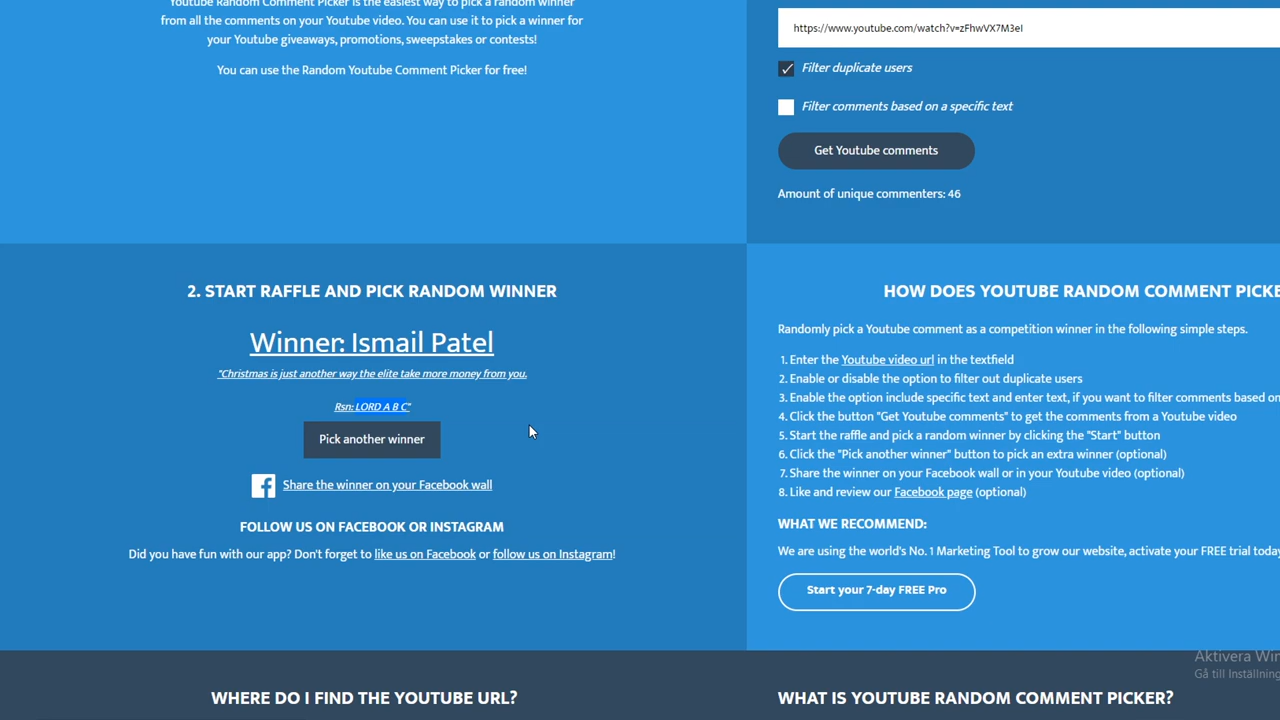 Youtube Random Comment Picker is the easiest way to pick a random winner
from all the comments on your Youtube video. You can use it to pick a winner for
your Youtube giveaways, promotions, sweepstakes or contests!
You can use the Random Youtube Comment Picker for free!
https://www.youtube.com/watch?v=zFhwVX7M3eI
Filter duplicate users
Filter comments based on a specific text
Get Youtube comments
Amount of unique commenters: 46
2. START RAFFLE AND PICK RANDOM WINNER
Winner: Ismail Patel
"Christmas is just another way the elite take more money from you.
Rsn: LORD A B C"
Pick another winner
Share the winner on your Facebook wall
FOLLOW US ON FACEBOOK OR INSTAGRAM
Did you have fun with our app? Don't forget to like us on Facebook or follow us on Instagram!
HOW DOES YOUTUBE RANDOM COMMENT PICKE
Randomly pick a Youtube comment as a competition winner in the following simple steps.
1. Enter the Youtube video url in the textfield
2. Enable or disable the option to filter out duplicate users
3. Enable the option include specific text and enter text, if you want to filter comments based on
4. Click the button "Get Youtube comments" to get the comments from a Youtube video
5. Start the raffle and pick a random winner by clicking the "Start" button
6. Click the "Pick another winner" button to pick an extra winner (optional)
7. Share the winner on your Facebook wall or in your Youtube video (optional)
8. Like and review our Facebook page (optional)
WHAT WE RECOMMEND:
We are using the world's No. 1 Marketing Tool to grow our website, activate your FREE trial today
Start your 7-day FREE Pro
Aktivera Win
Gå till Inställning
WHERE DO I FIND THE YOUTUBE URL?
WHAT IS YOUTUBE RANDOM COMMENT PICKER?